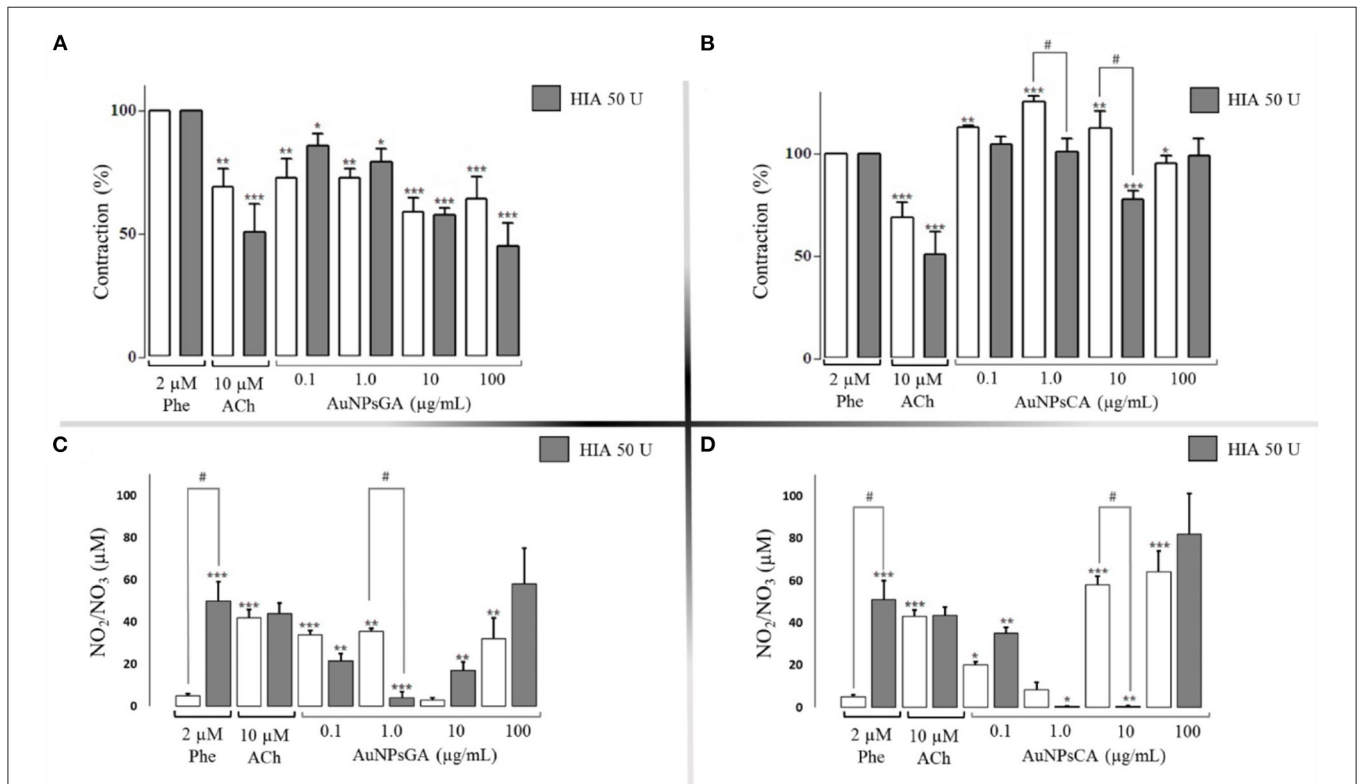 A
HIA 50 U
Contraction (%)
100
50
0
** *** ** * ** * *** *** *** ***
2 µM 10 µM 0.1 1.0 10 100
Phe ACh AuNPsGA (µg/mL)
B
HIA 50 U
# #
Contraction (%)
100
50
0
*** *** ** *** ** *** *
2 µM 10 µM 0.1 1.0 10 100
Phe ACh AuNPsCA (µg/mL)
C
HIA 50 U
# #
NO2/NO3 (µM)
100
80
60
40
20
0
*** *** *** ** ** *** ** **
2 µM 10 µM 0.1 1.0 10 100
Phe ACh AuNPsGA (µg/mL)
D
HIA 50 U
# #
NO2/NO3 (µM)
100
80
60
40
20
0
*** *** * ** * *** ** ***
2 µM 10 µM 0.1 1.0 10 100
Phe ACh AuNPsCA (µg/mL)